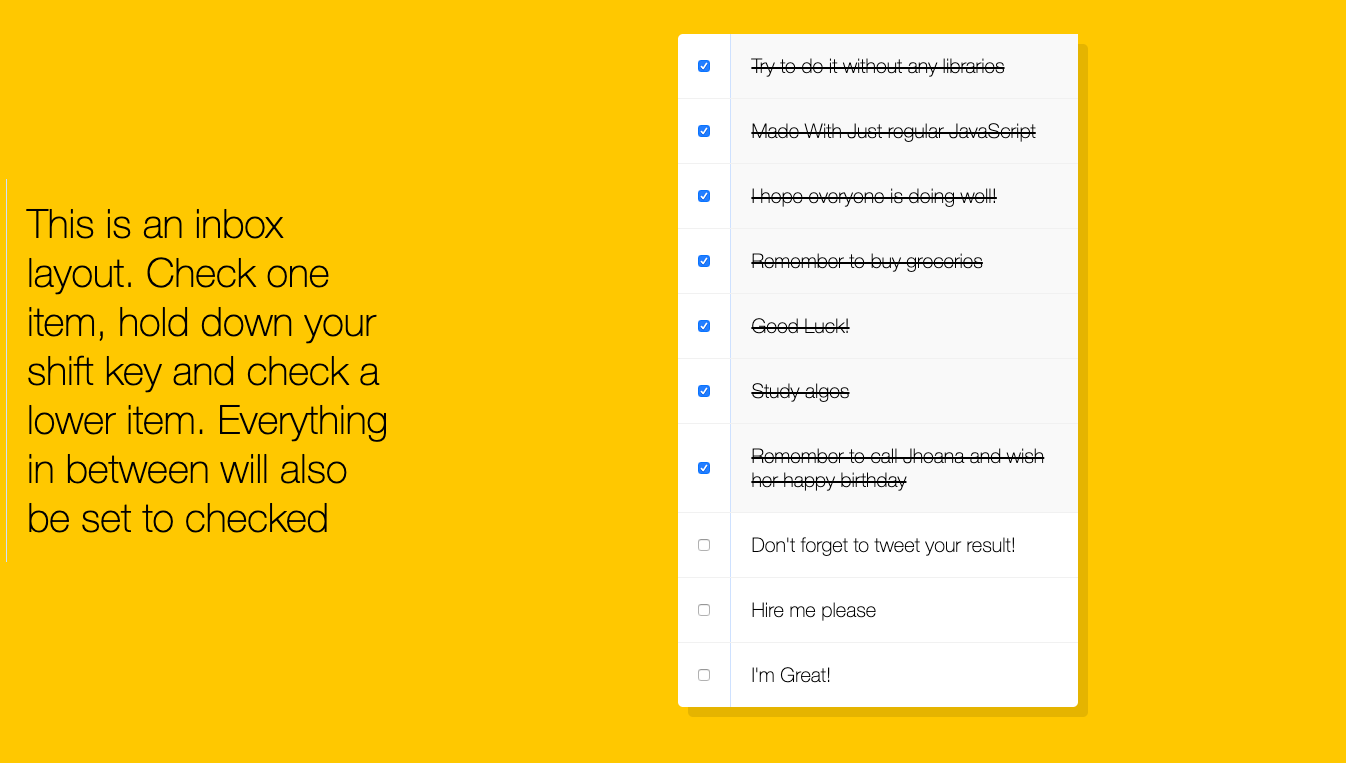 This is an inbox
layout. Check one
item, hold down your
shift key and check a
lower item. Everything
in between will also
be set to checked
Try to do it without any libraries
Made With Just regular JavaScript
I hope everyone is doing well!
Remember to buy groceries
Good Luck!
Study algos
Remember to call Jheana and wish
her happy birthday
Don't forget to tweet your result!
Hire me please
I'm Great!